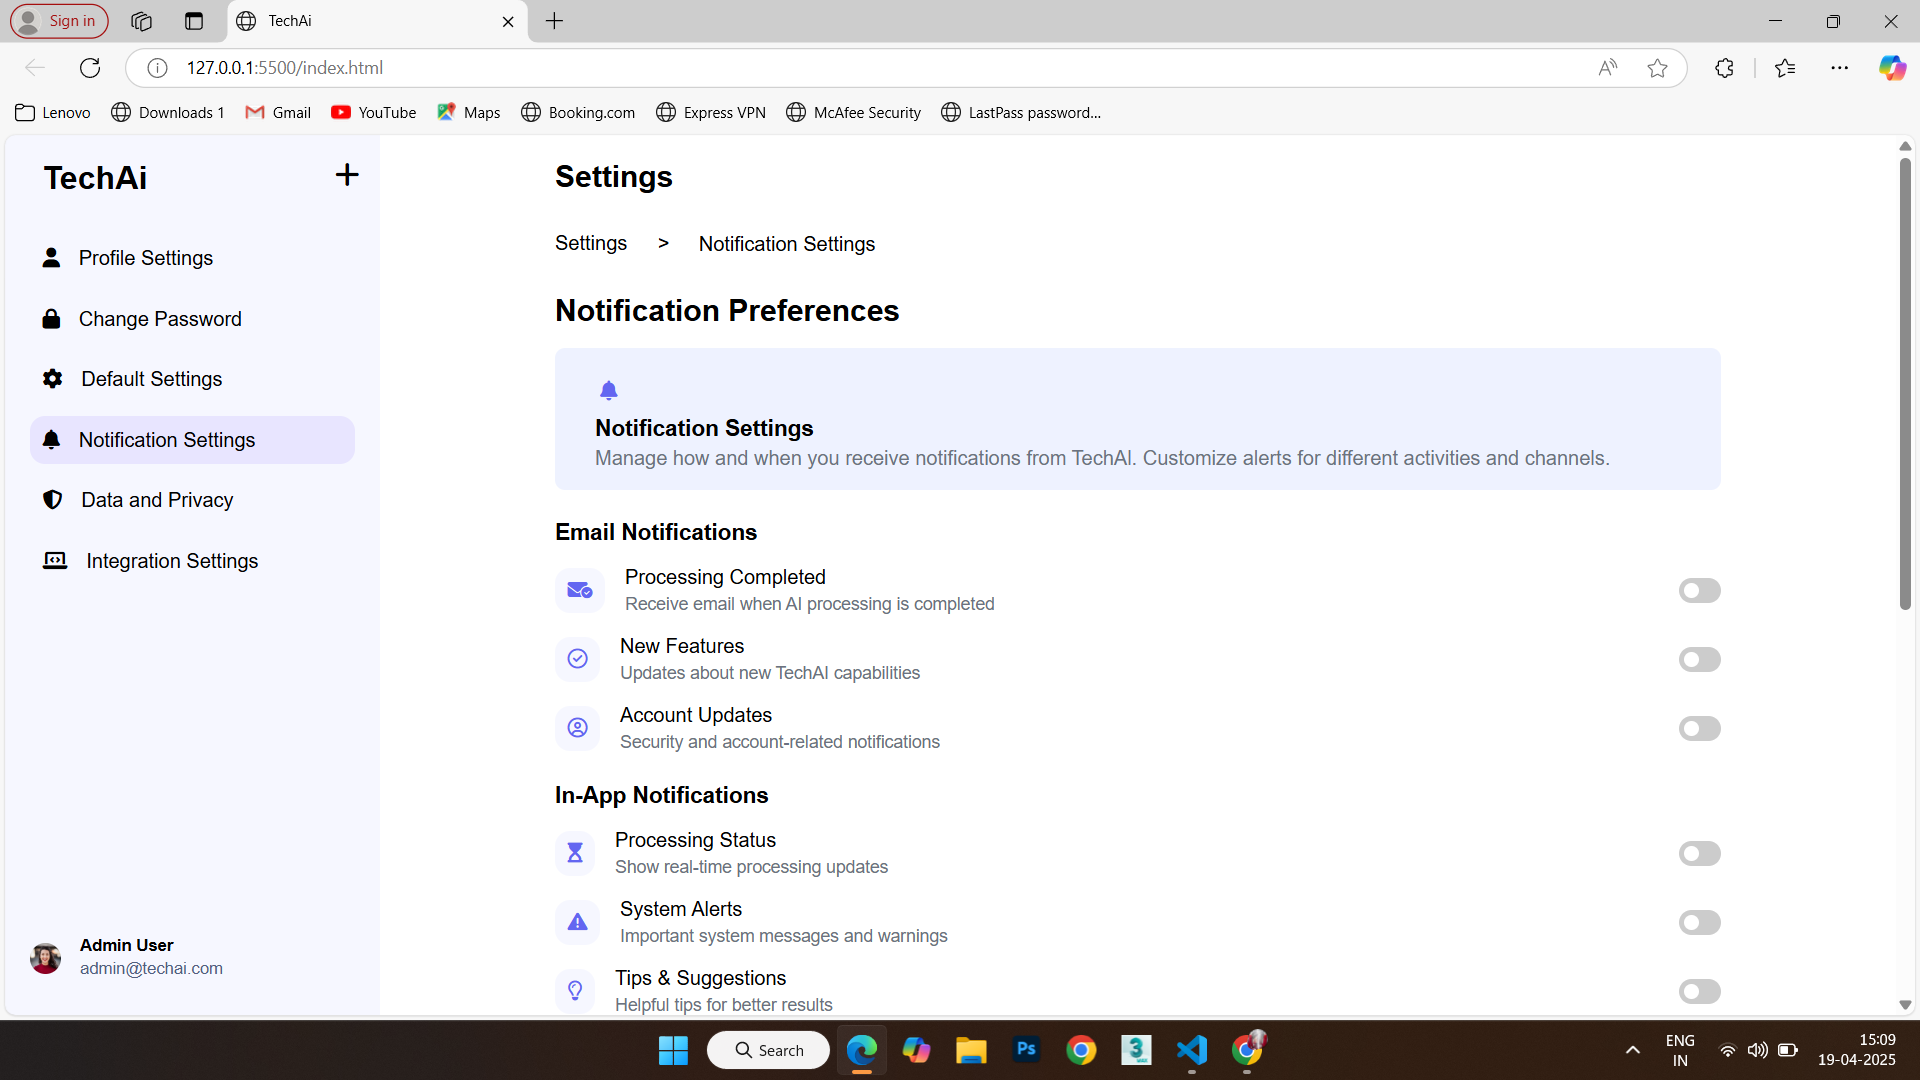 Sign in
TechAi
127.0.0.1:5500/index.html
Lenovo
Downloads 1
Gmail
YouTube
Maps
Booking.com
Express VPN
McAfee Security
LastPass password...
TechAi
Profile Settings
Change Password
Default Settings
Notification Settings
Data and Privacy
Integration Settings
Admin User
admin@techai.com
Settings
Settings > Notification Settings
Notification Preferences
Notification Settings
Manage how and when you receive notifications from TechAI. Customize alerts for different activities and channels.
Email Notifications
Processing Completed
Receive email when AI processing is completed
New Features
Updates about new TechAI capabilities
Account Updates
Security and account-related notifications
In-App Notifications
Processing Status
Show real-time processing updates
System Alerts
Important system messages and warnings
Tips & Suggestions
Helpful tips for better results
Search
Ps
3
ENG
IN
15:09
19-04-2025